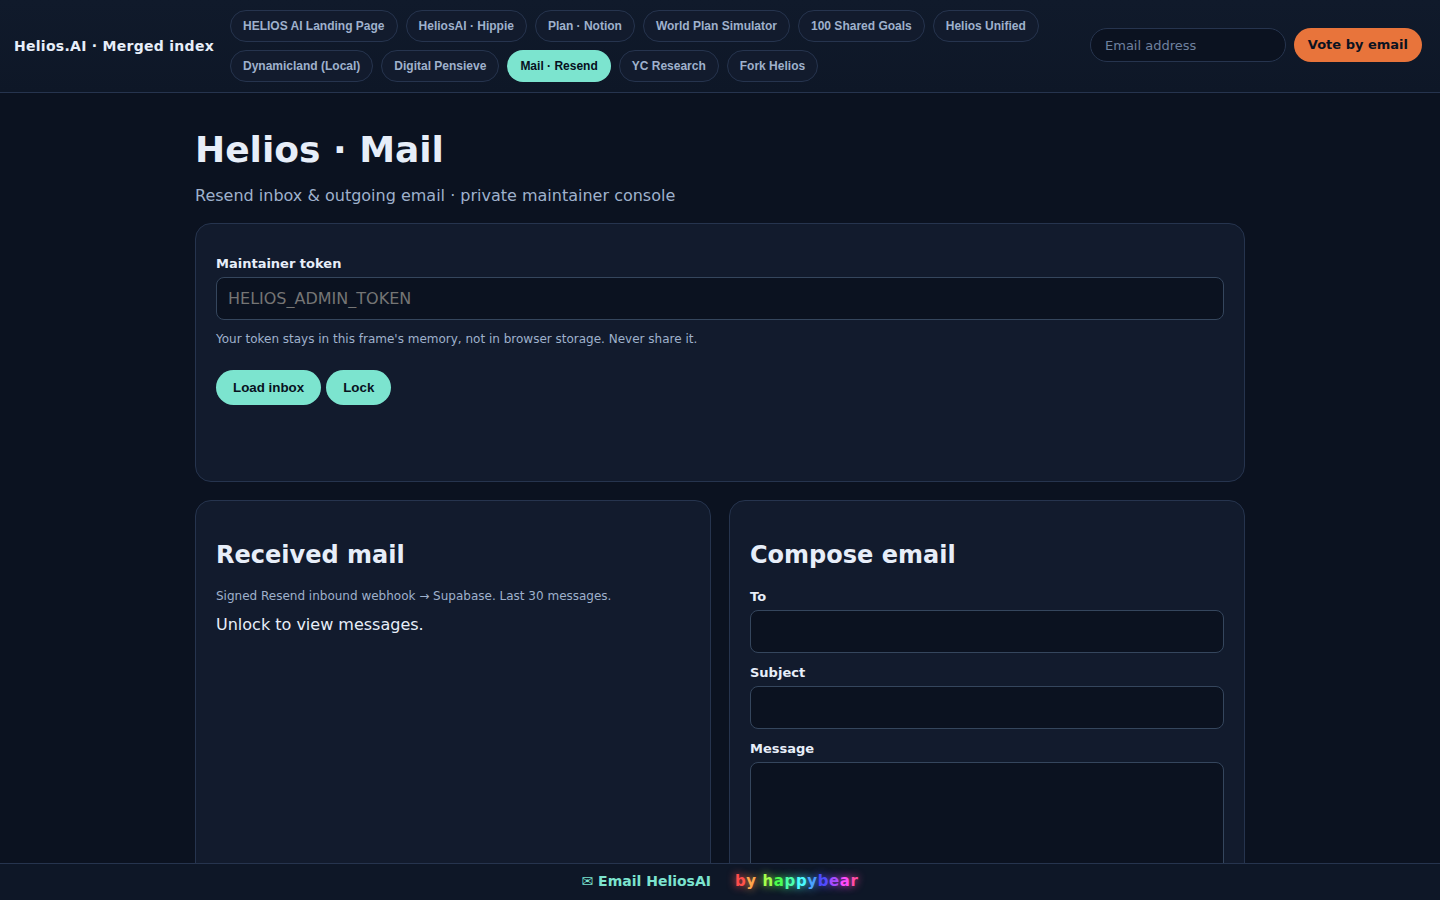 Helios.AI · Merged index
HELIOS AI Landing Page
HeliosAI · Hippie
Plan · Notion
World Plan Simulator
100 Shared Goals
Helios Unified
Dynamicland (Local)
Digital Pensieve
Mail · Resend
YC Research
Fork Helios
Email address
Vote by email
Helios · Mail
Resend inbox & outgoing email · private maintainer console
Maintainer token
HELIOS_ADMIN_TOKEN
Your token stays in this frame's memory, not in browser storage. Never share it.
Load inbox
Lock
Received mail
Signed Resend inbound webhook → Supabase. Last 30 messages.
Unlock to view messages.
Compose email
To
Subject
Message
✉ Email HeliosAI
by happybear